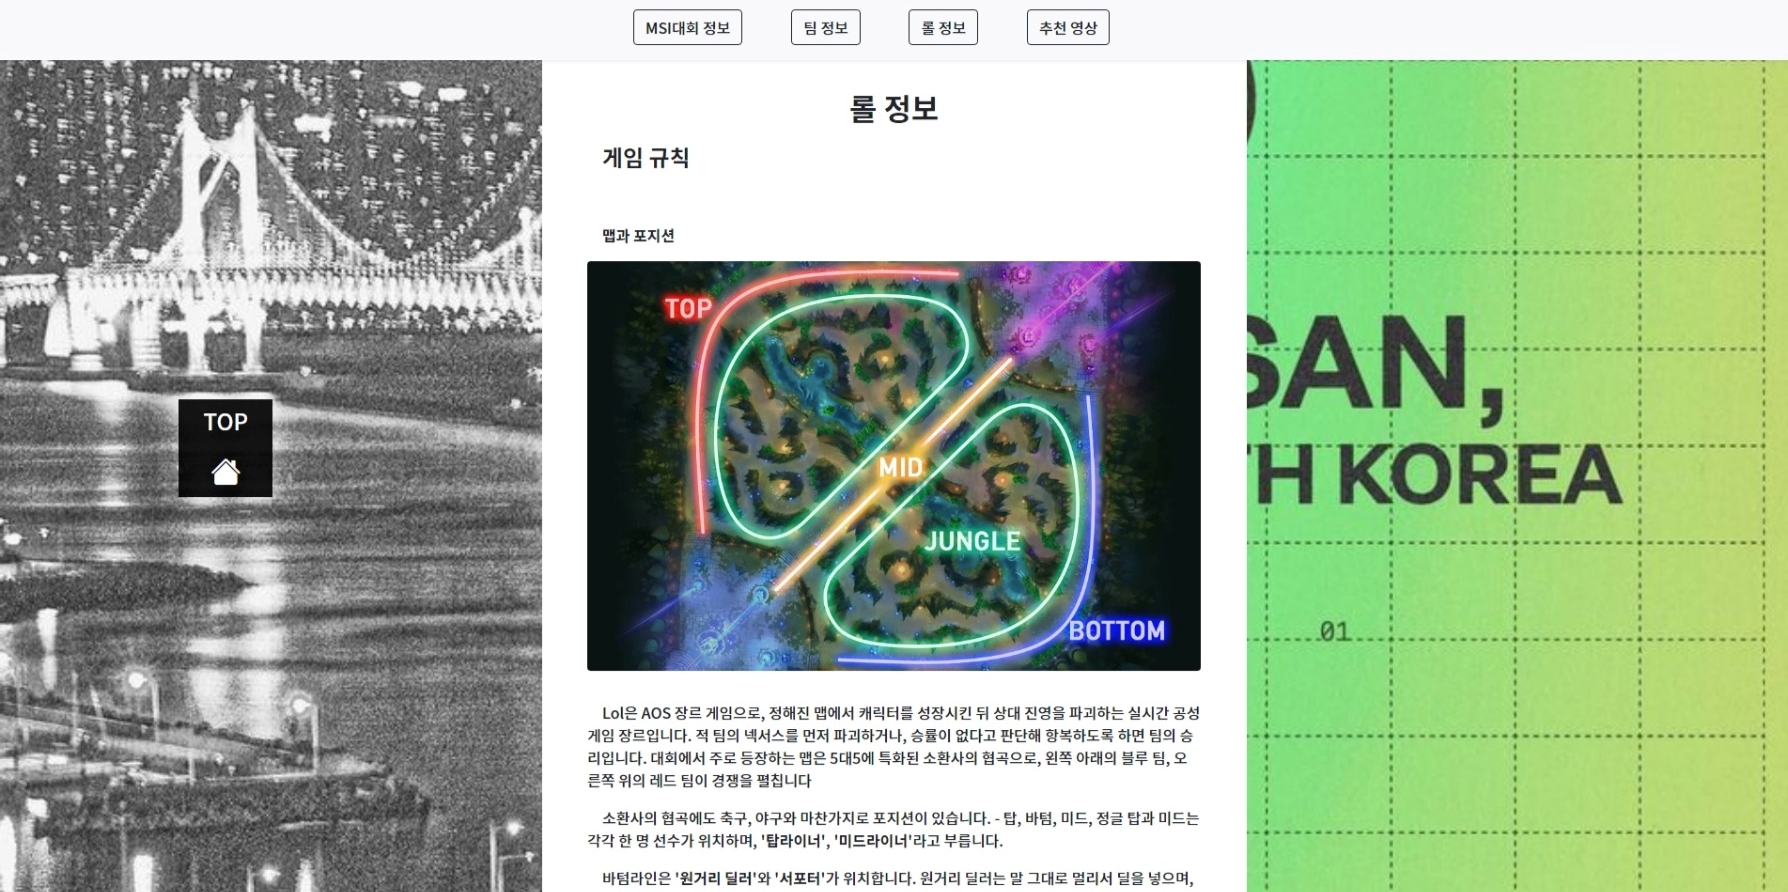 MSI대회 정보
팀 정보
롤 정보
추천 영상
롤 정보
게임 규칙
맵과 포지션
TOP
MID
JUNGLE
BOTTOM
TOP
SAN,
TH KOREA
01
Lol은 AOS 장르 게임으로, 정해진 맵에서 캐릭터를 성장시킨 뒤 상대 진영을 파괴하는 실시간 공성
게임 장르입니다. 적 팀의 넥서스를 먼저 파괴하거나, 승률이 없다고 판단해 항복하도록 하면 팀의 승
리입니다. 대회에서 주로 등장하는 맵은 5대5에 특화된 소환사의 협곡으로, 왼쪽 아래의 블루 팀, 오
른쪽 위의 레드 팀이 경쟁을 펼칩니다
소환사의 협곡에도 축구, 야구와 마찬가지로 포지션이 있습니다. - 탑, 바텀, 미드, 정글 탑과 미드는
각각 한 명 선수가 위치하며, '탑라이너', '미드라이너'라고 부릅니다.
바텀라인은 '원거리 딜러'와 '서포터'가 위치합니다. 원거리 딜러는 말 그대로 멀리서 딜을 넣으며,